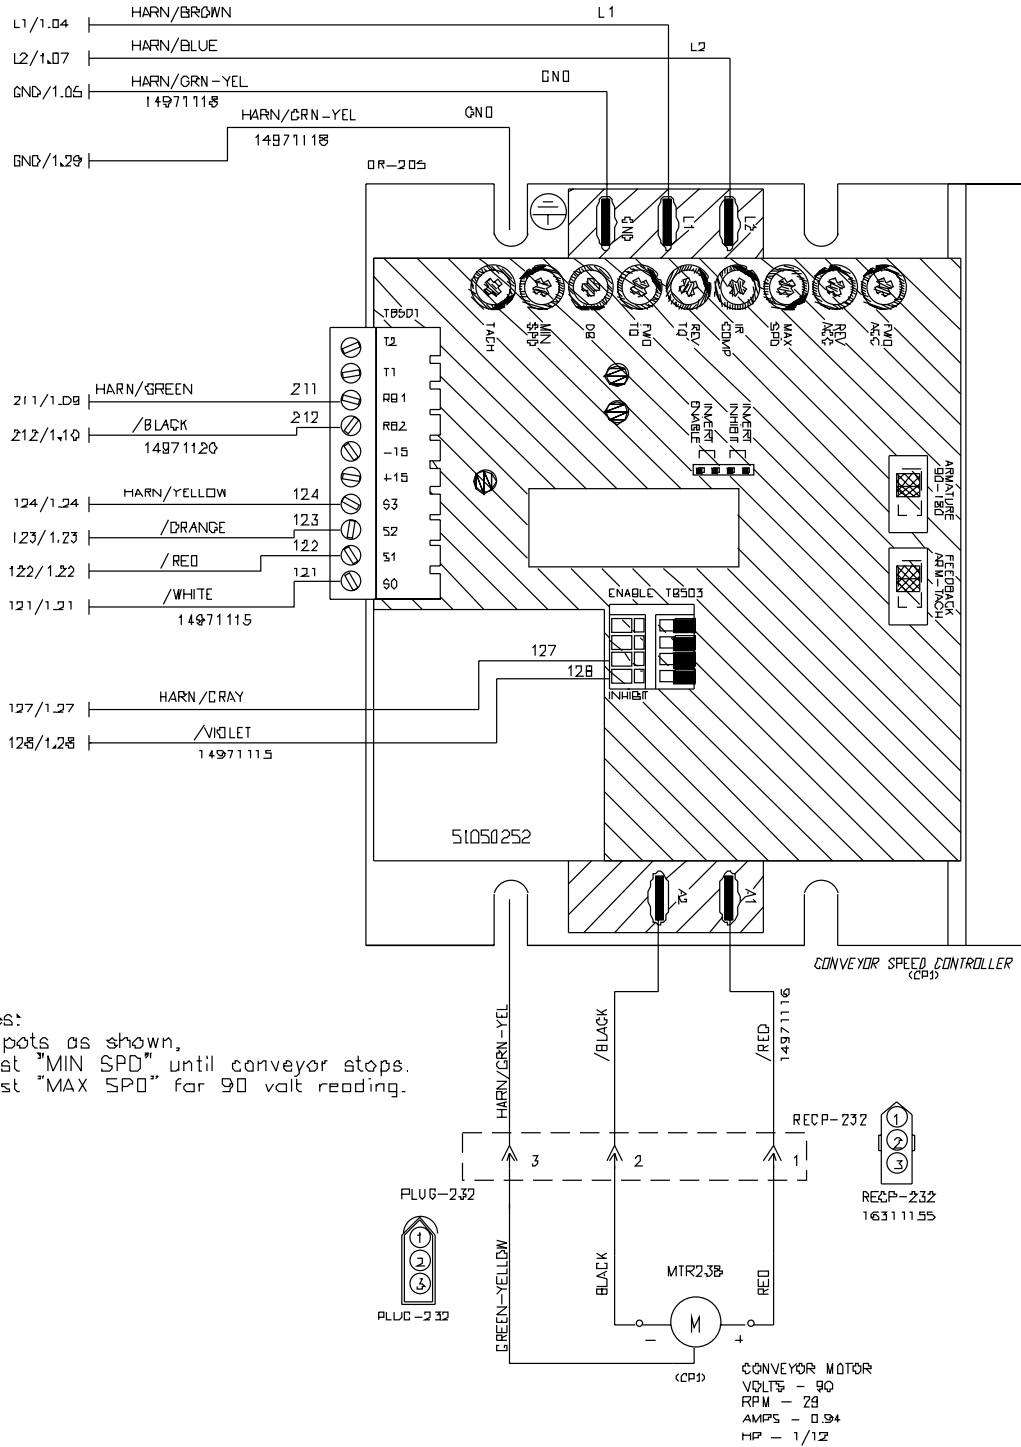 L1/1.04
HARN/BROWN
L1
L2/1.07
HARN/BLUE
L2
GND/1.05
HARN/GRN-YEL
14971118
GND
GND/1.29
HARN/GRN-YEL
14971118
GND
DR-205
GND
L1
L2
TACH
MIN SPD
DB
FWD TQ
REV TQ
IR COMP
MAX SPD
REV ACC
FWD ACC
TB501
T2
T1
RB1
RB2
-15
+15
S3
S2
S1
S0
211/1.09
HARN/GREEN
211
212/1.10
/BLACK
212
14971120
124/1.24
HARN/YELLOW
124
123/1.23
/ORANGE
123
122/1.22
/RED
122
121/1.21
/WHITE
121
14971115
INVERT ENABLE
INVERT INHIBIT
ARMATURE
90-180
FEEDBACK
ARM-TACH
ENABLE TB503
INHIBIT
127
128
127/1.27
HARN/GRAY
128/1.28
/VIOLET
14971115
51050252
A2
A1
CONVEYOR SPEED CONTROLLER
(CP1)
es:
pots as shown,
st "MIN SPD" until conveyor stops.
st "MAX SPD" for 90 volt reading.
HARN/GRN-YEL
/BLACK
/RED
14971116
RECP-232
3
2
1
PLUG-232
1
2
3
RECP-232
16311155
1
2
3
PLUG-232
GREEN-YELLOW
BLACK
RED
MTR238
M
-
+
(CP1)
CONVEYOR MOTOR
VOLTS - 90
RPM - 29
AMPS - 0.94
HP - 1/12